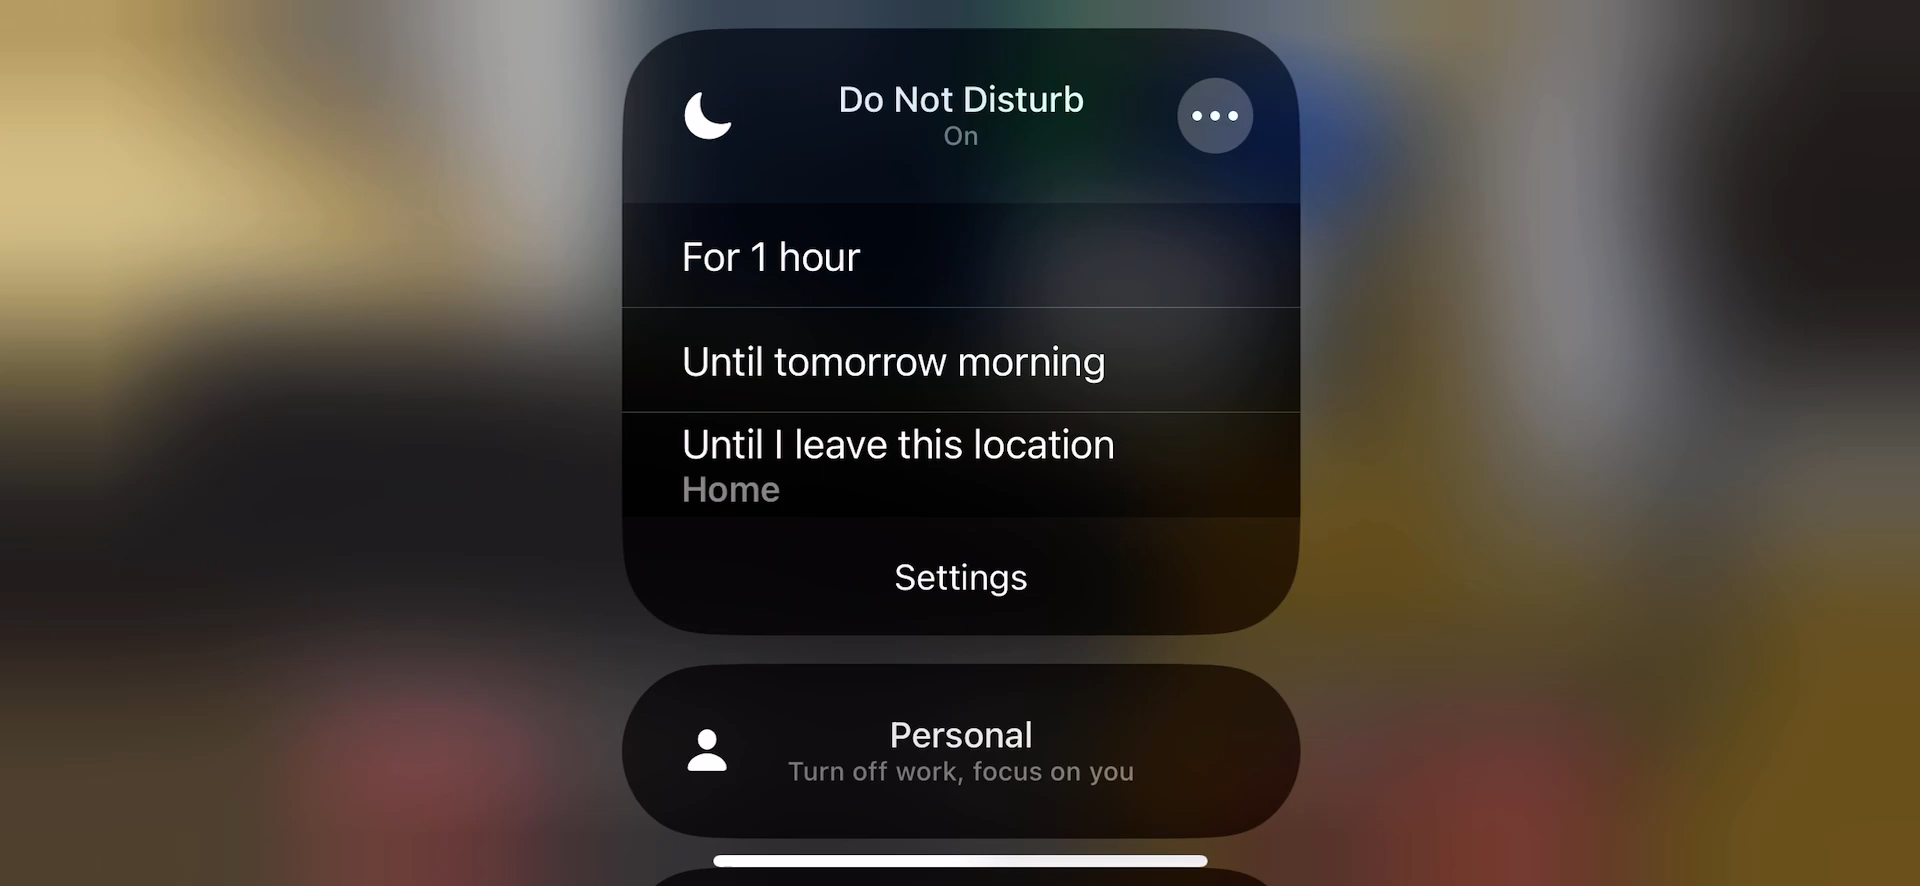 Do Not Disturb
On
For 1 hour
Until tomorrow morning
Until I leave this location
Home
Settings
Personal
Turn off work, focus on you